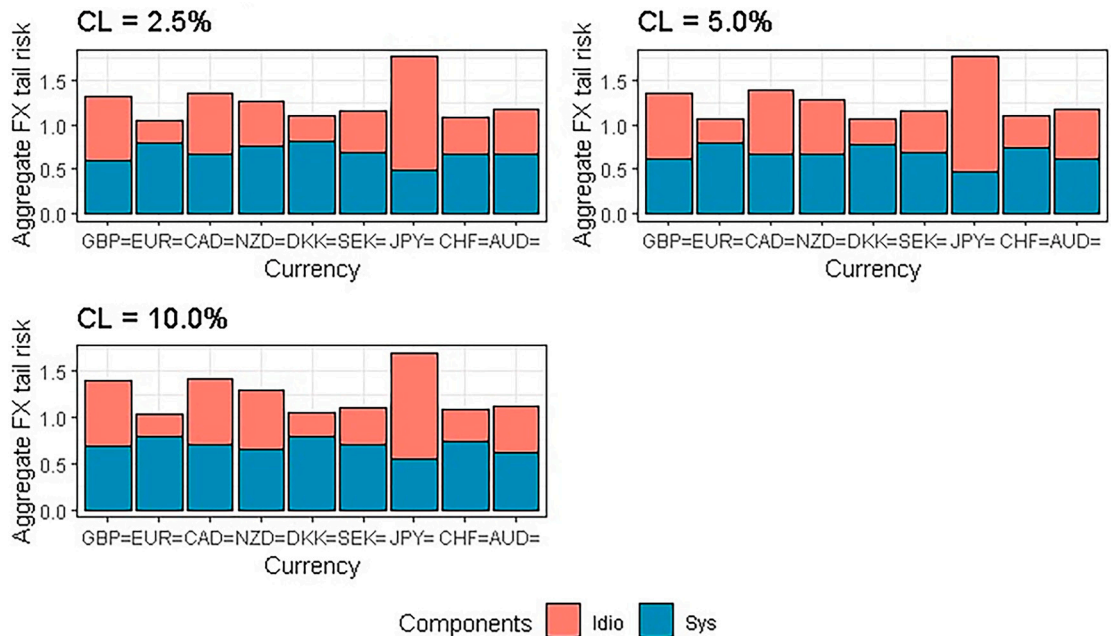 CL = 2.5%
Aggregate FX tail risk
1.5
1.0
0.5
0.0
GBP=EUR=CAD=NZD=DKK=SEK=JPY= CHF=AUD=
Currency
CL = 5.0%
Aggregate FX tail risk
1.5
1.0
0.5
0.0
GBP=EUR=CAD=NZD=DKK=SEK= JPY= CHF=AUD=
Currency
CL = 10.0%
Aggregate FX tail risk
1.5
1.0
0.5
0.0
GBP=EUR=CAD=NZD=DKK=SEK=JPY= CHF=AUD=
Currency
Components Idio Sys